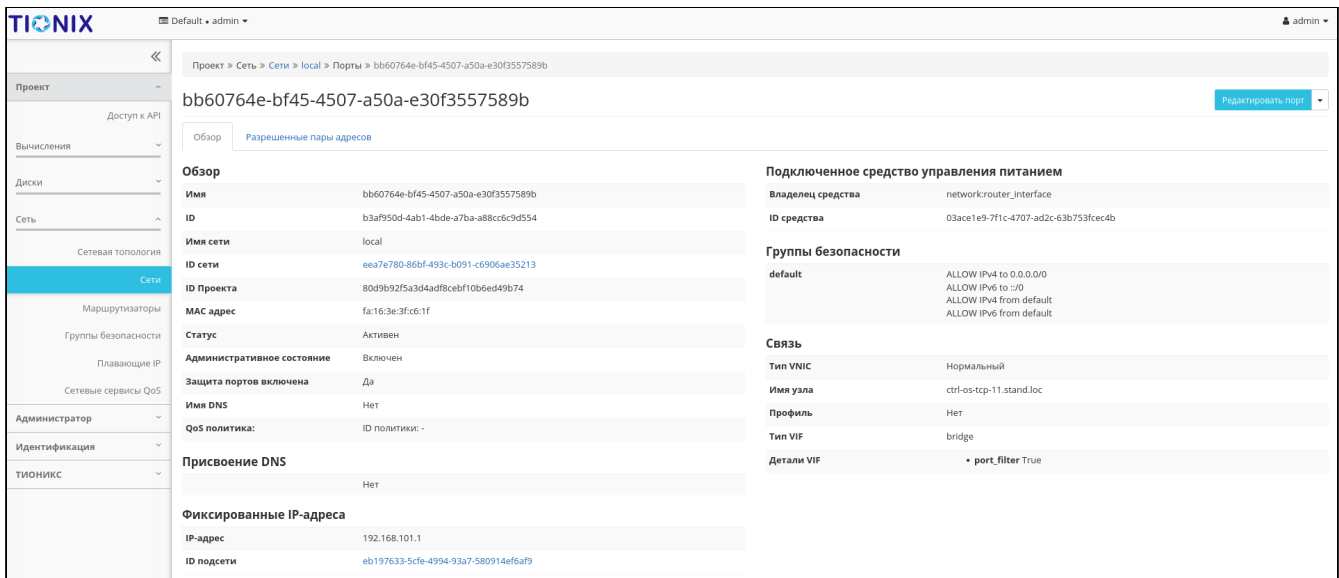 TIONIX
Default • admin
admin
Проект » Сеть » Сети » local » Порты » bb60764e-bf45-4507-a50a-e30f3557589b
Проект
Доступ к API
Вычисления
Диски
Сеть
Сетевая топология
Сети
Маршрутизаторы
Группы безопасности
Плавающие IP
Сетевые сервисы QoS
Администратор
Идентификация
ТИОНИКС
bb60764e-bf45-4507-a50a-e30f3557589b
Редактировать порт
Обзор
Разрешенные пары адресов
Обзор
Имя bb60764e-bf45-4507-a50a-e30f3557589b
ID b3af950d-4ab1-4bde-a7ba-a88cc6c9d554
Имя сети local
ID сети eea7e780-86bf-493c-b091-c6906ae35213
ID Проекта 80d9b92f5a3d4adf8cebf10b6ed49b74
MAC адрес fa:16:3e:3f:c6:1f
Статус Активен
Административное состояние Включен
Защита портов включена Да
Имя DNS Нет
QoS политика: ID политики: -
Присвоение DNS
Нет
Фиксированные IP-адреса
IP-адрес 192.168.101.1
ID подсети eb197633-5cfe-4994-93a7-580914ef6af9
Подключенное средство управления питанием
Владелец средства network:router_interface
ID средства 03ace1e9-7f1c-4707-ad2c-63b753fcec4b
Группы безопасности
default ALLOW IPv4 to 0.0.0.0/0
ALLOW IPv6 to ::/0
ALLOW IPv4 from default
ALLOW IPv6 from default
Связь
Тип VNIC Нормальный
Имя узла ctrl-os-tcp-11.stand.loc
Профиль Нет
Тип VIF bridge
Детали VIF • port_filter True